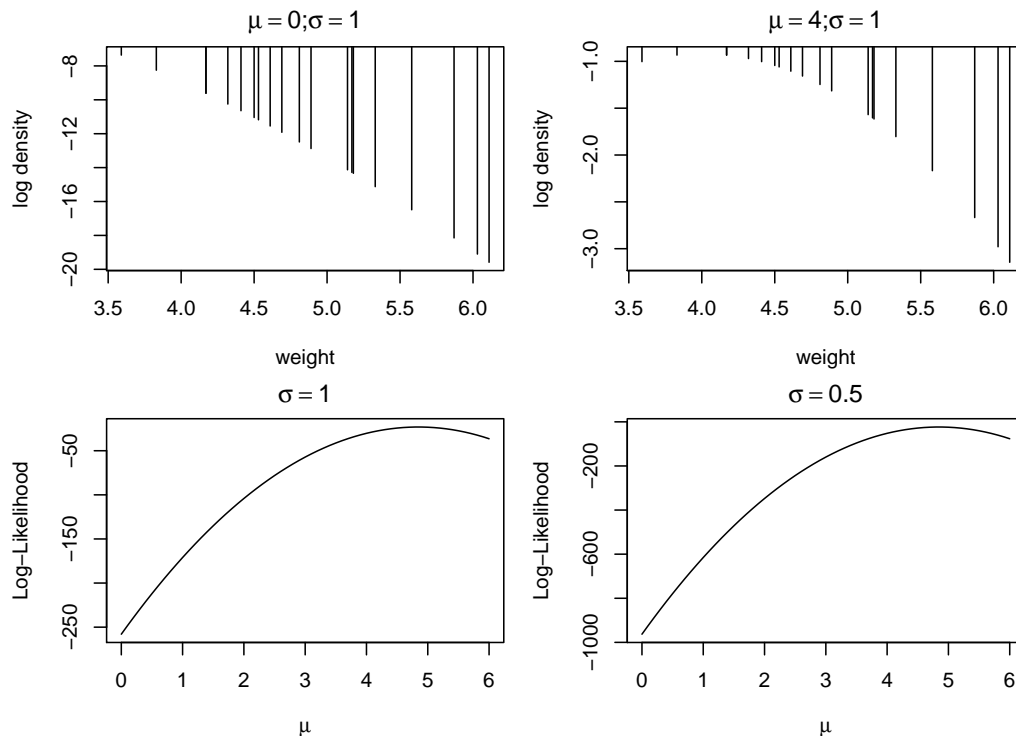 μ = 0;σ = 1
log density
−8
−12
−16
−20
3.5 4.0 4.5 5.0 5.5 6.0
weight
μ = 4;σ = 1
log density
−1.0
−2.0
−3.0
3.5 4.0 4.5 5.0 5.5 6.0
weight
σ = 1
Log−Likelihood
−50
−150
−250
0 1 2 3 4 5 6
μ
σ = 0.5
Log−Likelihood
−200
−600
−1000
0 1 2 3 4 5 6
μ